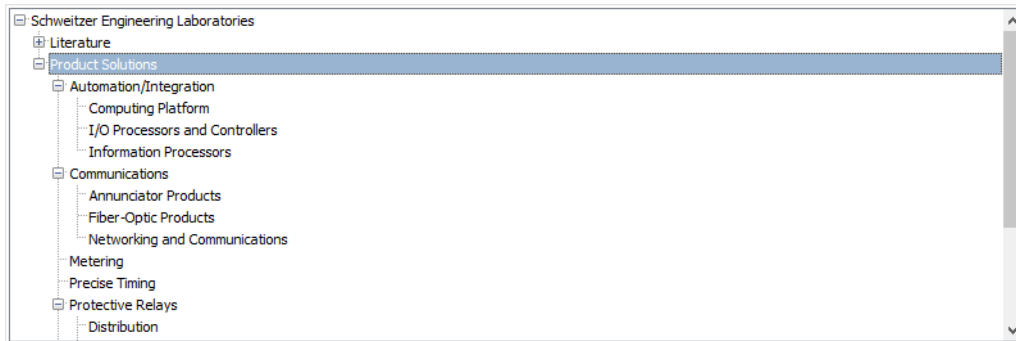 Schweitzer Engineering Laboratories
Literature
Product Solutions
Automation/Integration
Computing Platform
I/O Processors and Controllers
Information Processors
Communications
Annunciator Products
Fiber-Optic Products
Networking and Communications
Metering
Precise Timing
Protective Relays
Distribution